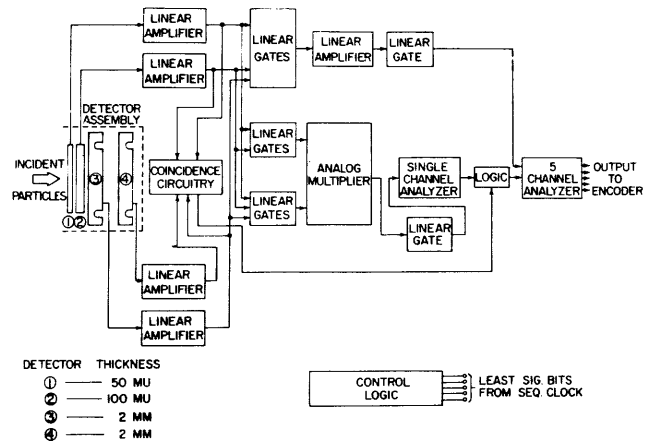 LINEAR
AMPLIFIER
LINEAR
AMPLIFIER
LINEAR
GATES
LINEAR
AMPLIFIER
LINEAR
GATE
DETECTOR
ASSEMBLY
INCIDENT
PARTICLES
① ② ③ ④
COINCIDENCE
CIRCUITRY
LINEAR
GATES
LINEAR
GATES
ANALOG
MULTIPLIER
SINGLE
CHANNEL
ANALYZER
LINEAR
GATE
LOGIC
5
CHANNEL
ANALYZER
OUTPUT
TO
ENCODER
LINEAR
AMPLIFIER
LINEAR
AMPLIFIER
DETECTOR THICKNESS
① 50 MU
② 100 MU
③ 2 MM
④ 2 MM
CONTROL
LOGIC
LEAST SIG. BITS
FROM SEQ. CLOCK